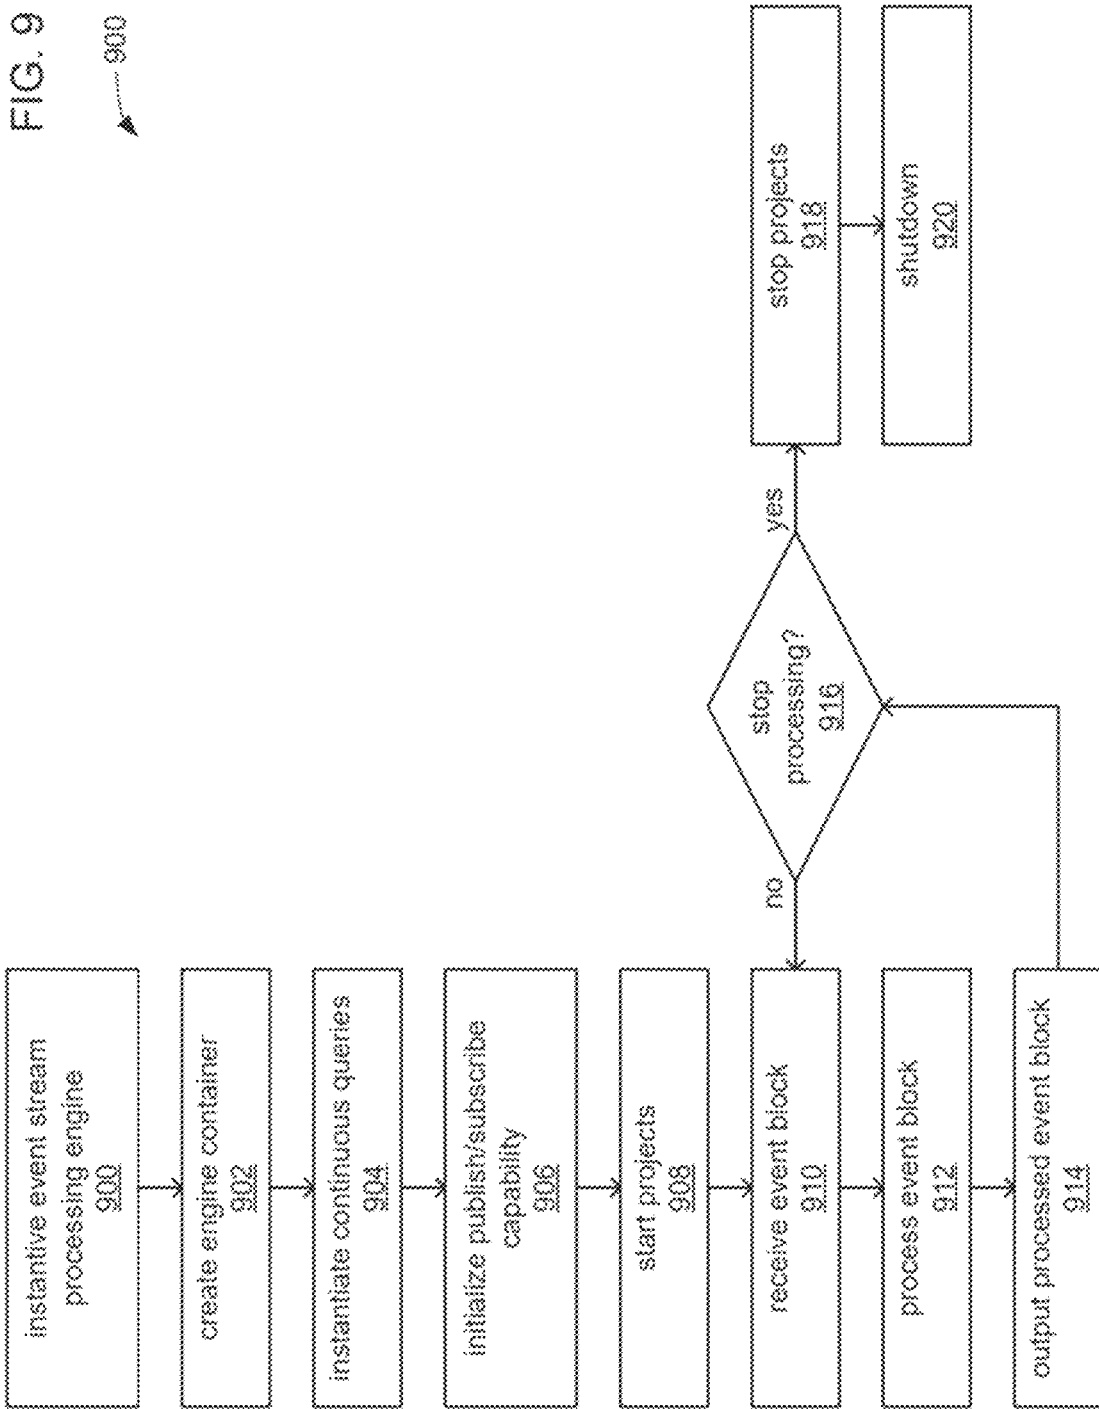 FIG. 9
900
instantive event stream
processing engine
900
create engine container
902
instantiate continuous queries
904
initialize publish/subscribe
capability
906
start projects
908
receive event block
910
process event block
912
output processed event block
914
stop
processing?
916
no
yes
stop projects
918
shutdown
920